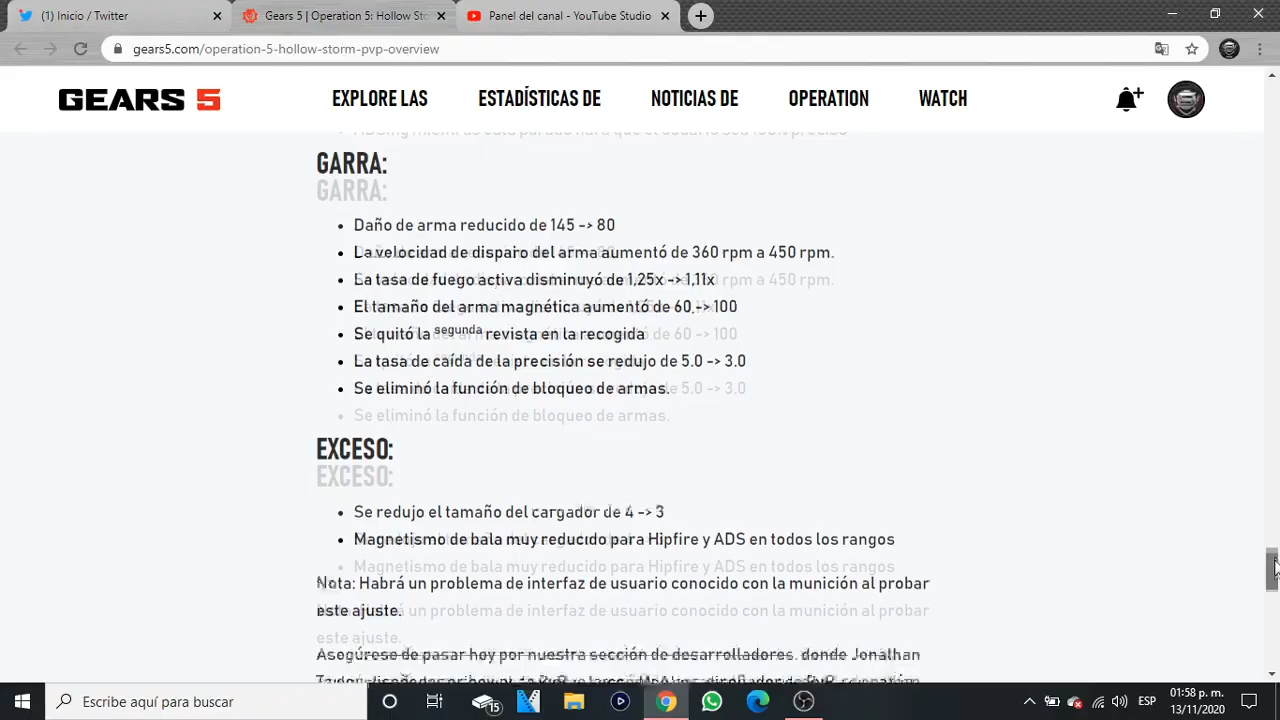 (1) Inicio / Twitter
Gears 5 | Operation 5: Hollow Sto
Panel del canal - YouTube Studio
gears5.com/operation-5-hollow-storm-pvp-overview
GEARS 5
EXPLORE LAS
ESTADÍSTICAS DE
NOTICIAS DE
OPERATION
WATCH
GARRA:
GARRA:
• Daño de arma reducido de 145 -> 80
• La velocidad de disparo del arma aumentó de 360 rpm a 450 rpm.
• La tasa de fuego activa disminuyó de 1,25x -> 1,11x
• El tamaño del arma magnética aumentó de 60 -> 100
• Se quitó la segunda revista en la recogida
• La tasa de caída de la precisión se redujo de 5.0 -> 3.0
• Se eliminó la función de bloqueo de armas.
• Se eliminó la función de bloqueo de armas.
EXCESO:
EXCESO:
• Se redujo el tamaño del cargador de 4 -> 3
• Magnetismo de bala muy reducido para Hipfire y ADS en todos los rangos
Magnetismo de bala muy reducido para Hipfire y ADS en todos los rangos
Nota: Habrá un problema de interfaz de usuario conocido con la munición al probar
este ajuste.
este ajuste.
Asegúrese de pasar hoy por nuestra sección de desarrolladores, donde Jonathan
Escribe aquí para buscar
15
ESP
01:58 p. m.
13/11/2020